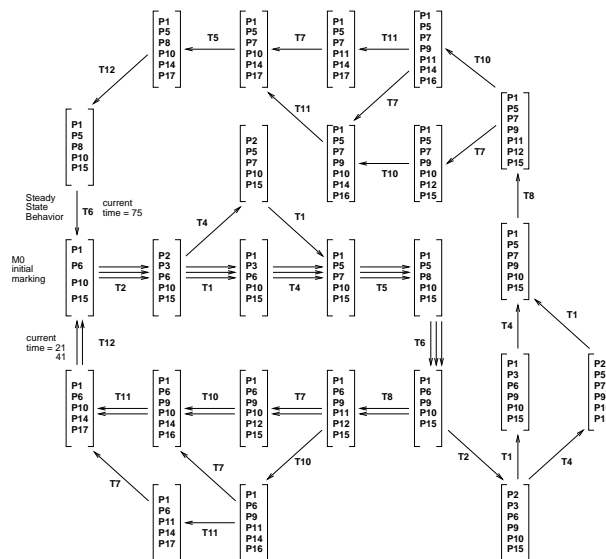 P1
P5
P8
P10
P14
P17
T5
P1
P5
P7
P10
P14
P17
T7
P1
P5
P7
P11
P14
P17
T11
P1
P5
P7
P9
P11
P14
P16
T12
T10
T7
T11
P1
P5
P8
P10
P15
P2
P5
P7
P10
P15
P1
P5
P7
P9
P10
P14
P16
T10
P1
P5
P7
P9
P10
P12
P15
T7
P1
P5
P7
P9
P11
P12
P15
Steady
State
Behavior
T6
current
time = 75
T4
T1
T8
M0
initial
marking
P1
P6
P10
P15
T2
P2
P3
P6
P10
P15
T1
P1
P3
P6
P10
P15
T4
P1
P5
P7
P10
P15
T5
P1
P5
P8
P10
P15
P1
P5
P7
P9
P10
P15
current
time = 21
41
T12
T6
T4
T1
P1
P6
P10
P14
P17
T11
P1
P6
P9
P10
P14
P16
T10
P1
P6
P9
P10
P12
P15
T7
P1
P6
P9
P11
P12
P15
T8
P1
P6
P9
P10
P15
P1
P3
P6
P9
P10
P15
P2
P5
P7
P9
T7
T7
T10
T2
T1
T4
P1
P6
P11
P14
P17
T11
P1
P6
P9
P11
P14
P16
P2
P3
P6
P9
P10
P15